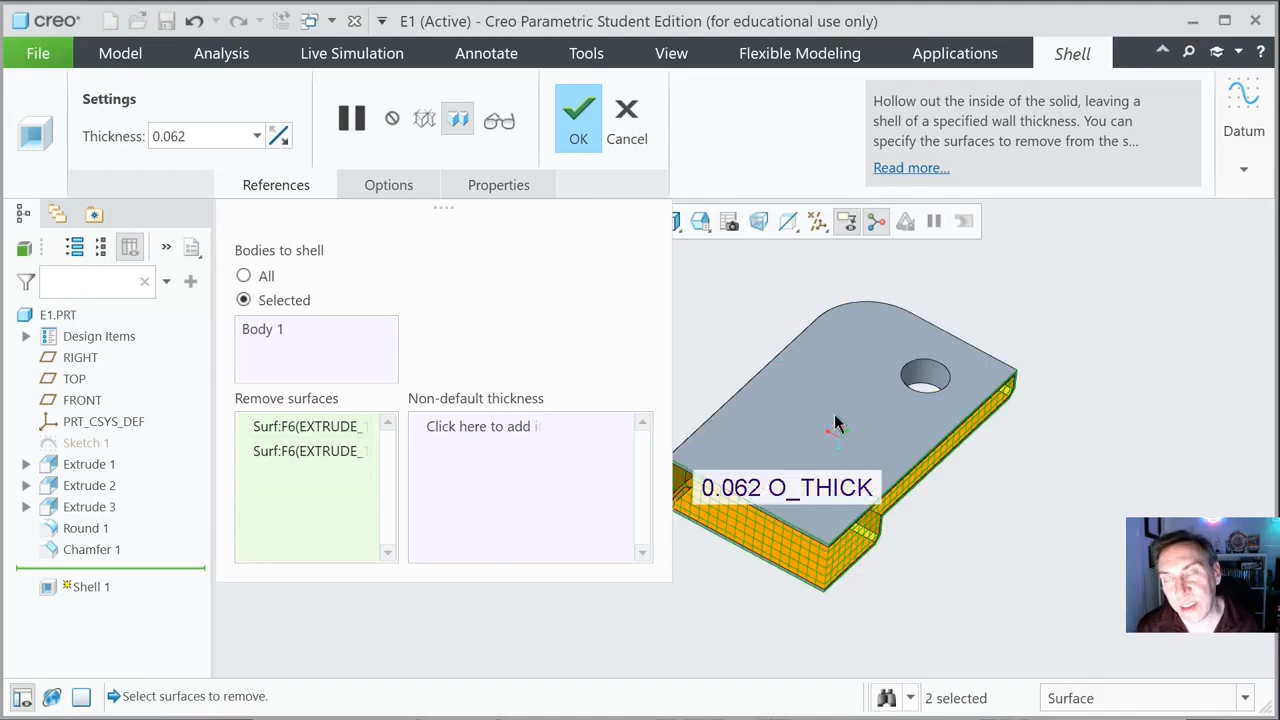 creo
E1 (Active) - Creo Parametric Student Edition (for educational use only)
File
Model
Analysis
Live Simulation
Annotate
Tools
View
Flexible Modeling
Applications
Shell
Settings
Thickness:
0.062
OK
Cancel
Hollow out the inside of the solid, leaving a
shell of a specified wall thickness. You can
specify the surfaces to remove from the s...
Read more...
Datum
References
Options
Properties
E1.PRT
Design Items
RIGHT
TOP
FRONT
PRT_CSYS_DEF
Sketch 1
Extrude 1
Extrude 2
Extrude 3
Round 1
Chamfer 1
Shell 1
Bodies to shell
All
Selected
Body 1
Remove surfaces
Non-default thickness
Surf:F6(EXTRUDE_
Surf:F6(EXTRUDE_
Click here to add i
0.062 O_THICK
Select surfaces to remove.
2 selected
Surface